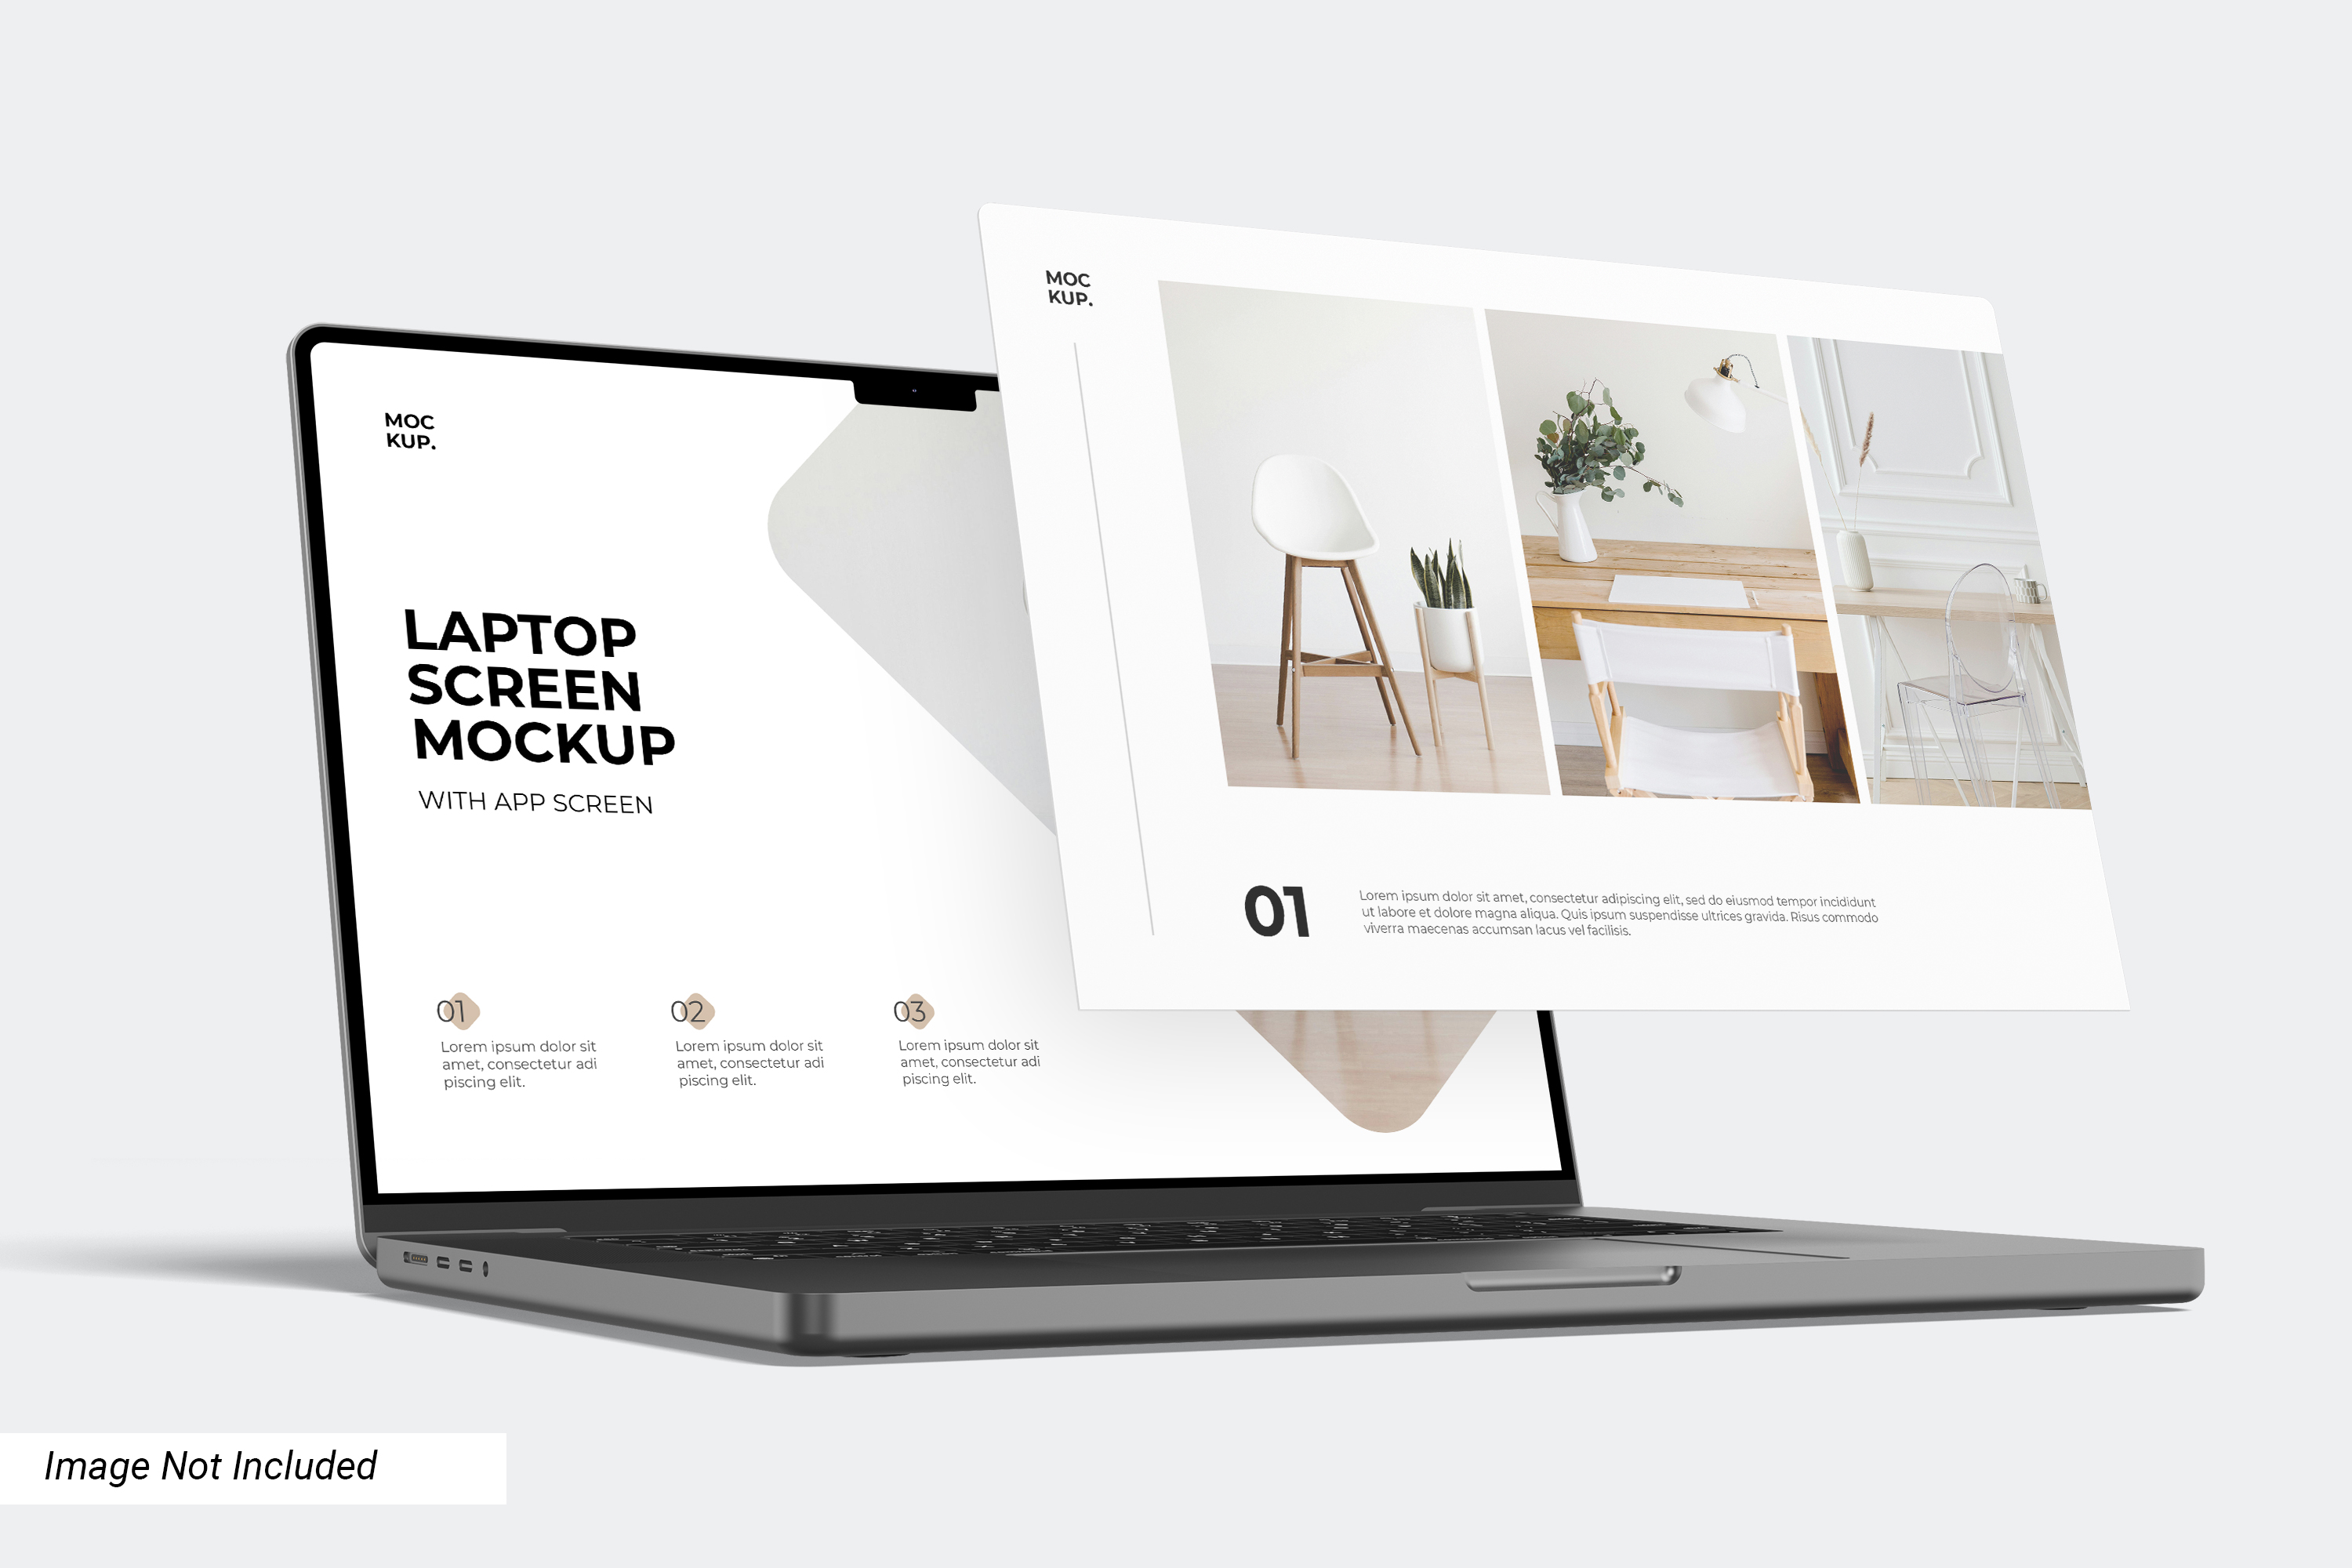 MOC
KUP.
LAPTOP
SCREEN
MOCKUP
WITH APP SCREEN
01
Lorem ipsum dolor sit
amet, consectetur adi
piscing elit.
02
Lorem ipsum dolor sit
amet, consectetur adi
piscing elit.
03
Lorem ipsum dolor sit
amet, consectetur adi
piscing elit.
MOC
KUP.
01
Lorem ipsum dolor sit amet, consectetur adipiscing elit, sed do eiusmod tempor incididunt
ut labore et dolore magna aliqua. Quis ipsum suspendisse ultrices gravida. Risus commodo
viverra maecenas accumsan lacus vel facilisis.
Image Not Included